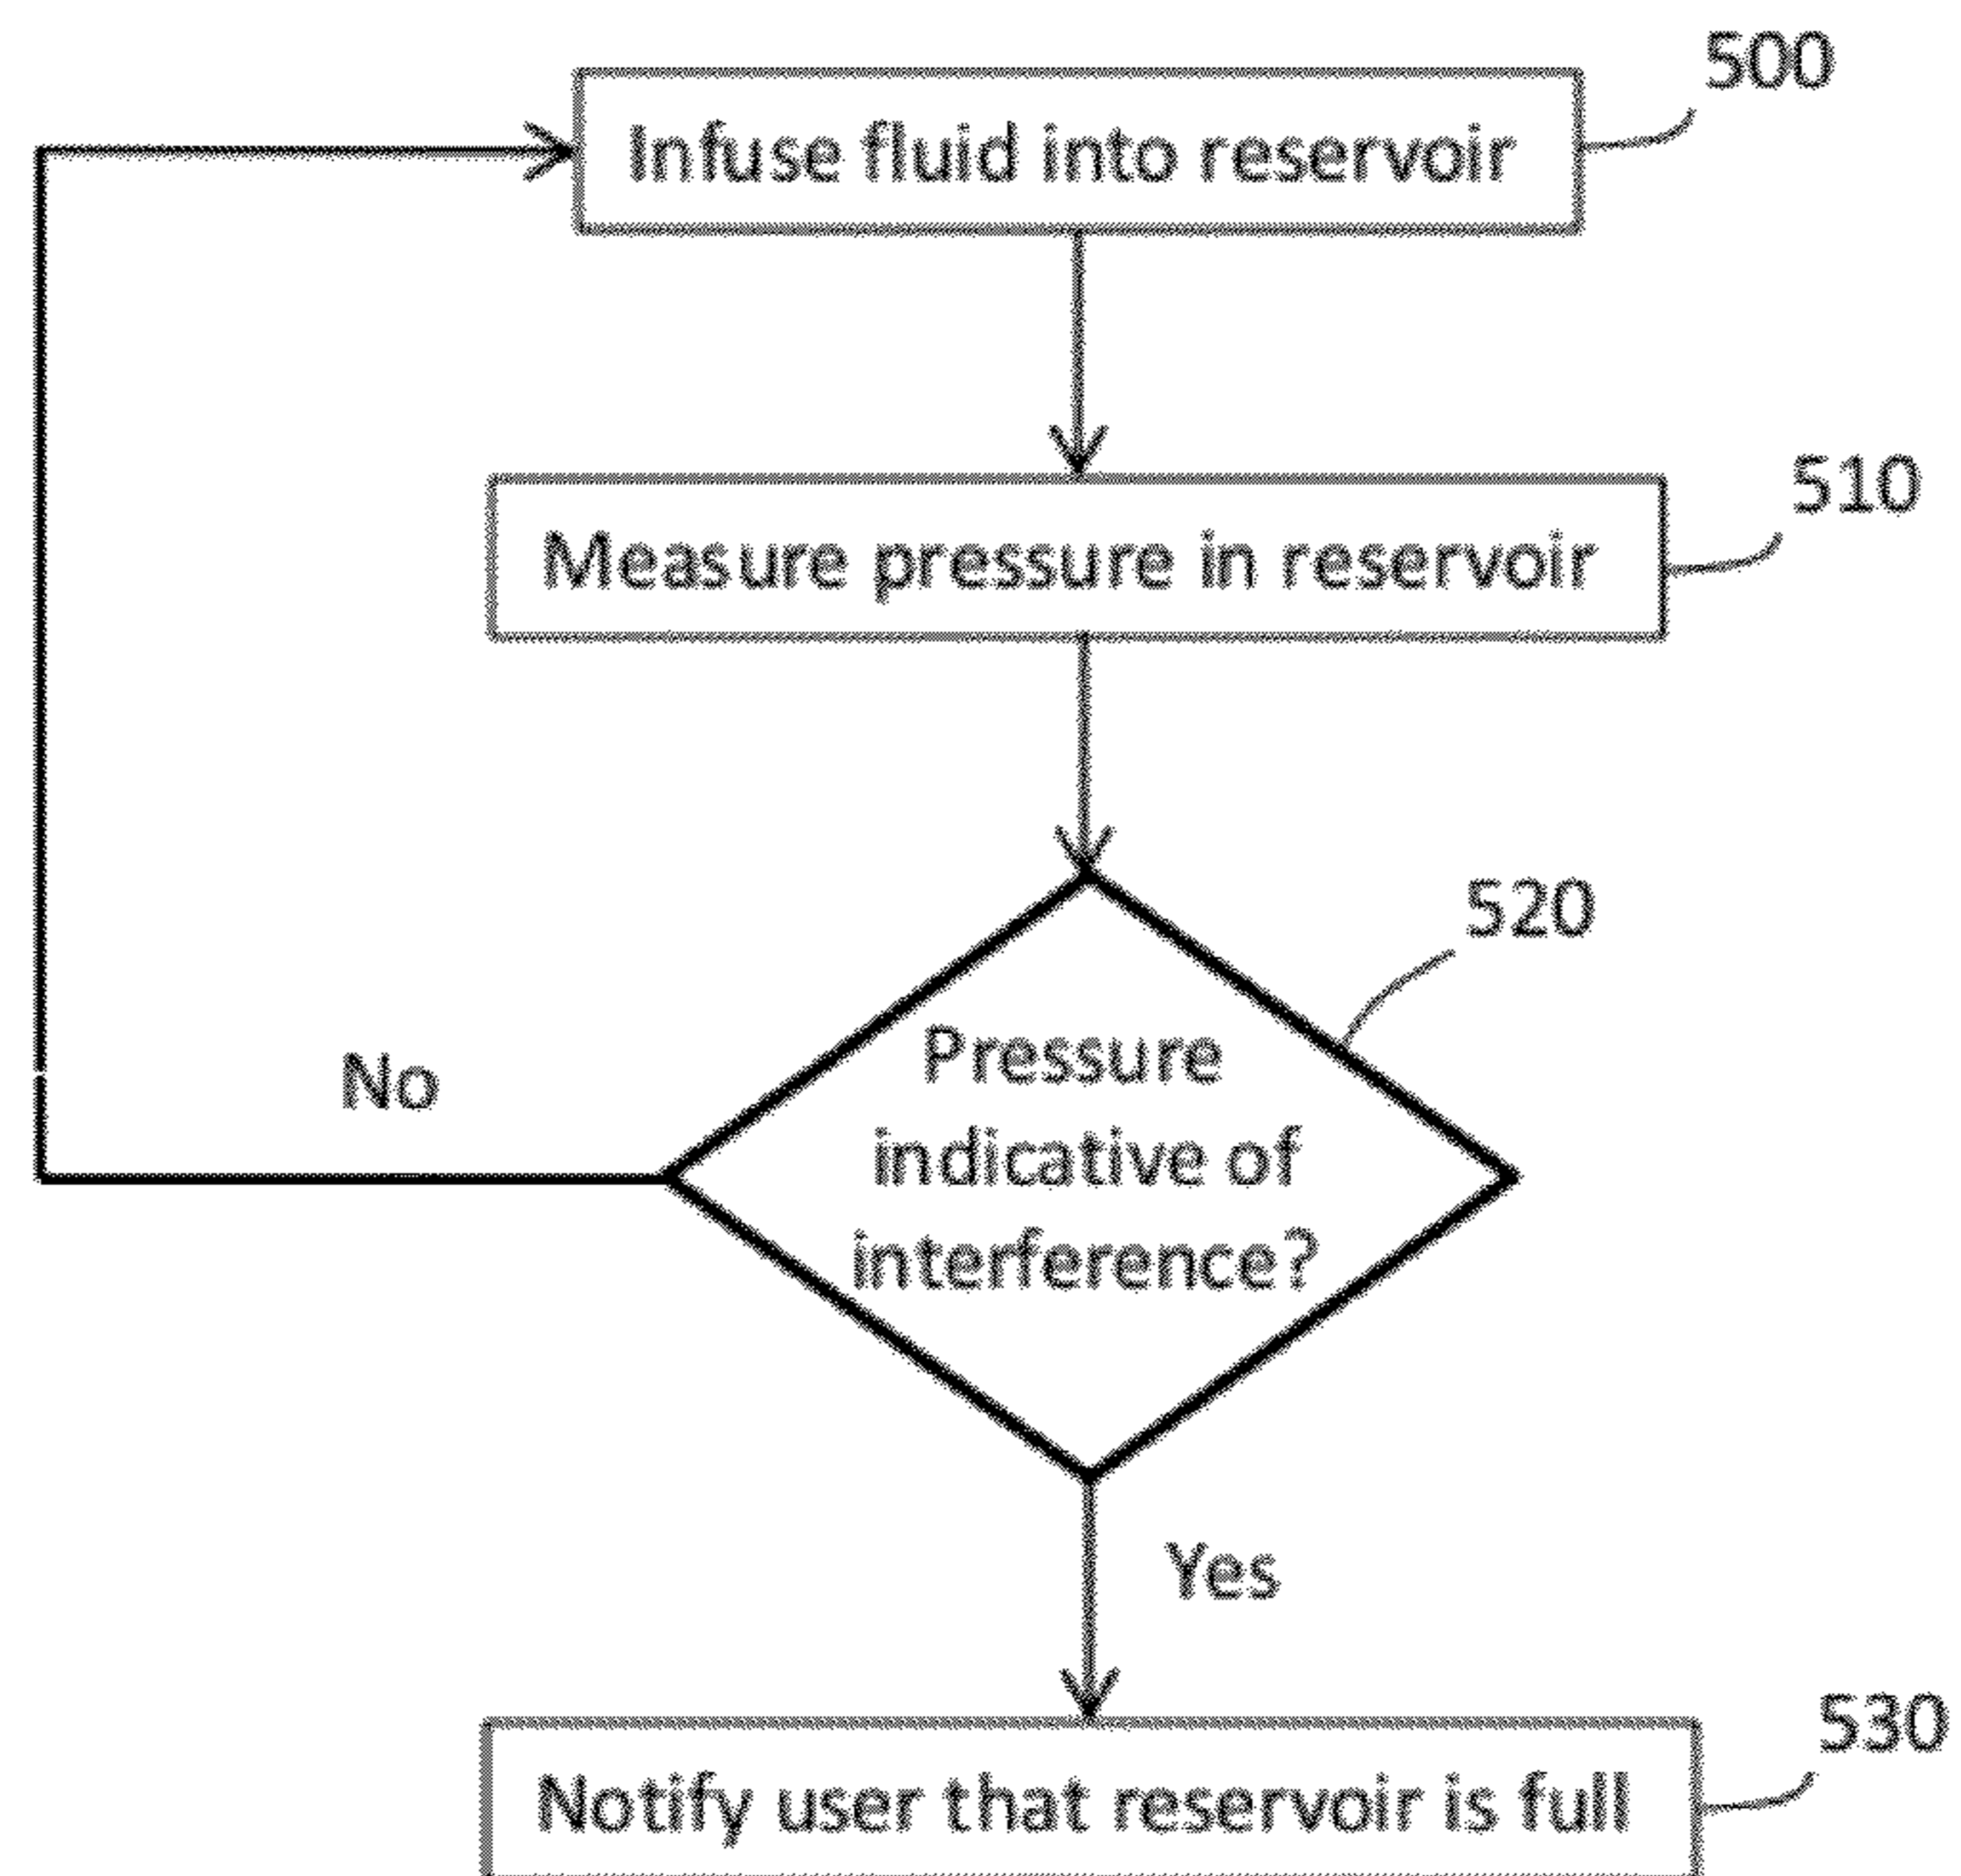 500
Infuse fluid into reservoir
510
Measure pressure in reservoir
520
Pressure
indicative of
interference?
No
Yes
530
Notify user that reservoir is full